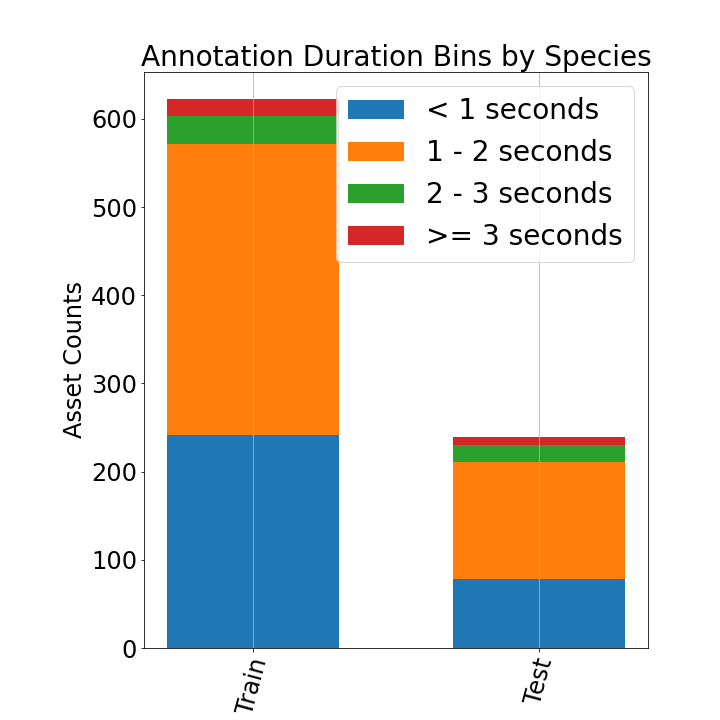 Annotation Duration Bins by Species
< 1 seconds
1 - 2 seconds
2 - 3 seconds
>= 3 seconds
Asset Counts
600
500
400
300
200
100
0
Train
Test